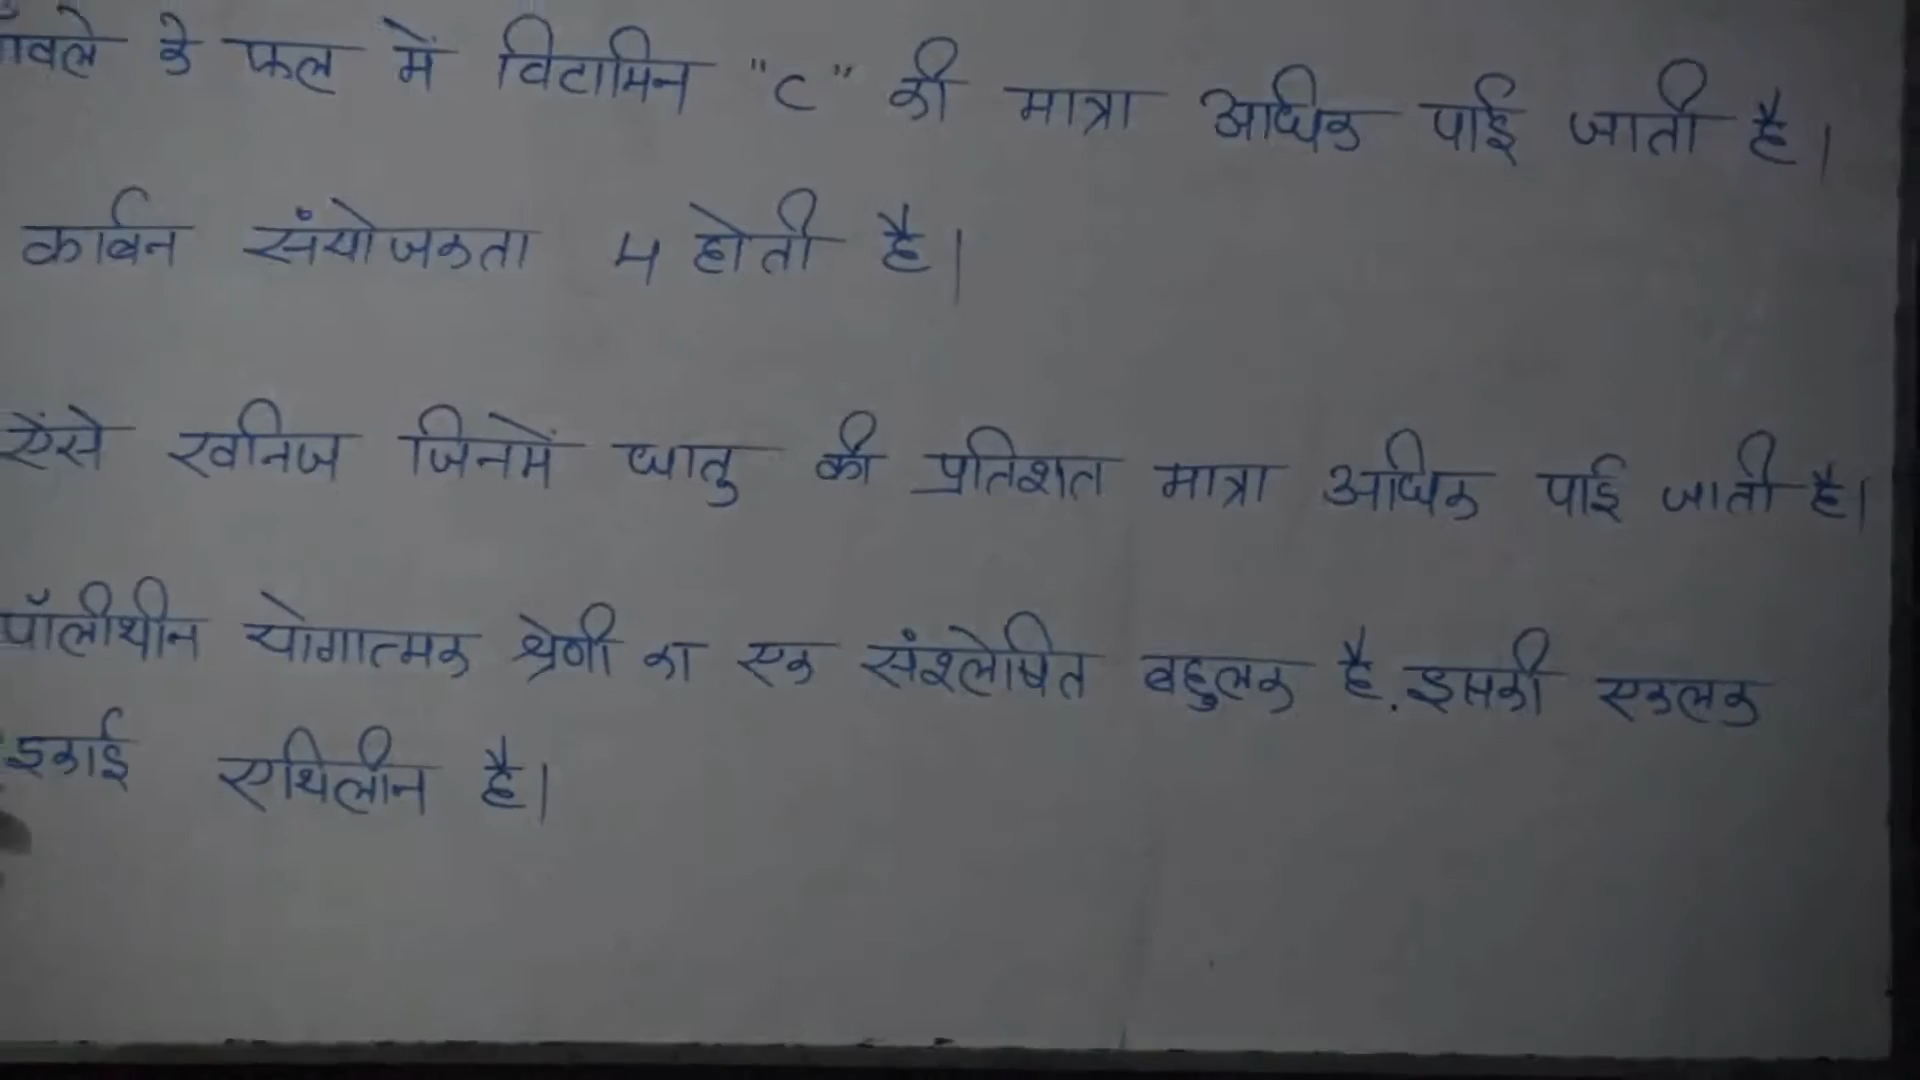 ाँवले के फल में विटामिन "C" की मात्रा अधिक पाई जाती है।
कार्बन संयोजकता 4 होती है।
ऐंसे खनिज जिनमें धातु की प्रतिशत मात्रा अधिक पाई जाती है।
पॉलीथीन योगात्मक श्रेणी का एक संश्लेषित बहुलक है. इसकी एकलक
इकाई एथिलीन है।